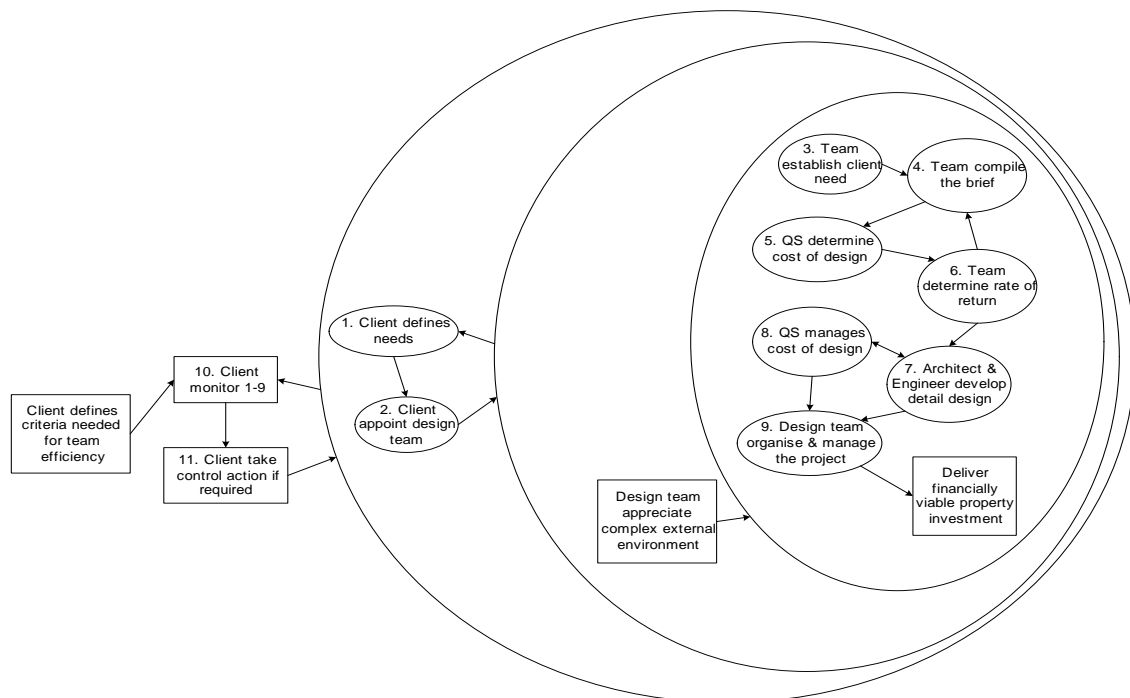 3. Team
establish client
need
4. Team compile
the brief
5. QS determine
cost of design
6. Team
determine rate of
return
1. Client defines
needs
8. QS manages
cost of design
10. Client
monitor 1-9
7. Architect &
Engineer develop
detail design
Client defines
criteria needed
for team
efficiency
2. Client
appoint design
team
9. Design team
organise & manage
the project
11. Client take
control action if
required
Deliver
financially
viable property
investment
Design team
appreciate
complex external
environment